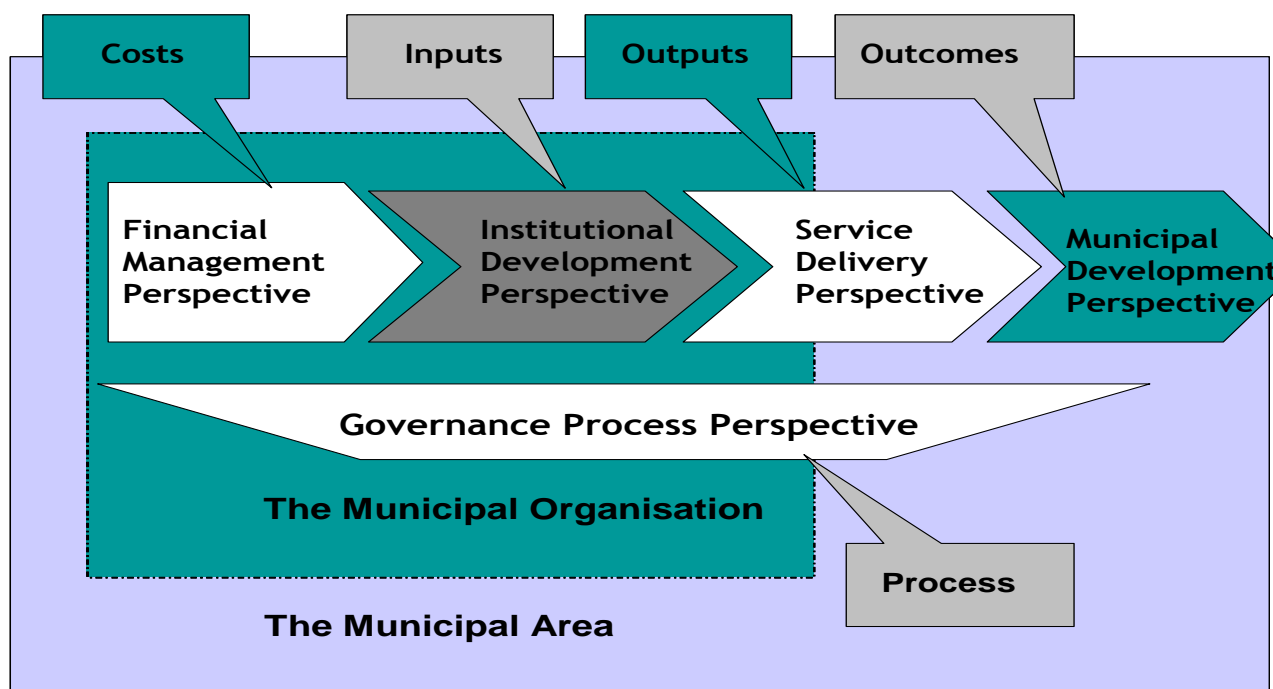 Costs
Inputs
Outputs
Outcomes
Financial
Management
Perspective
Institutional
Development
Perspective
Service
Delivery
Perspective
Municipal
Development
Perspective
Governance Process Perspective
The Municipal Organisation
Process
The Municipal Area